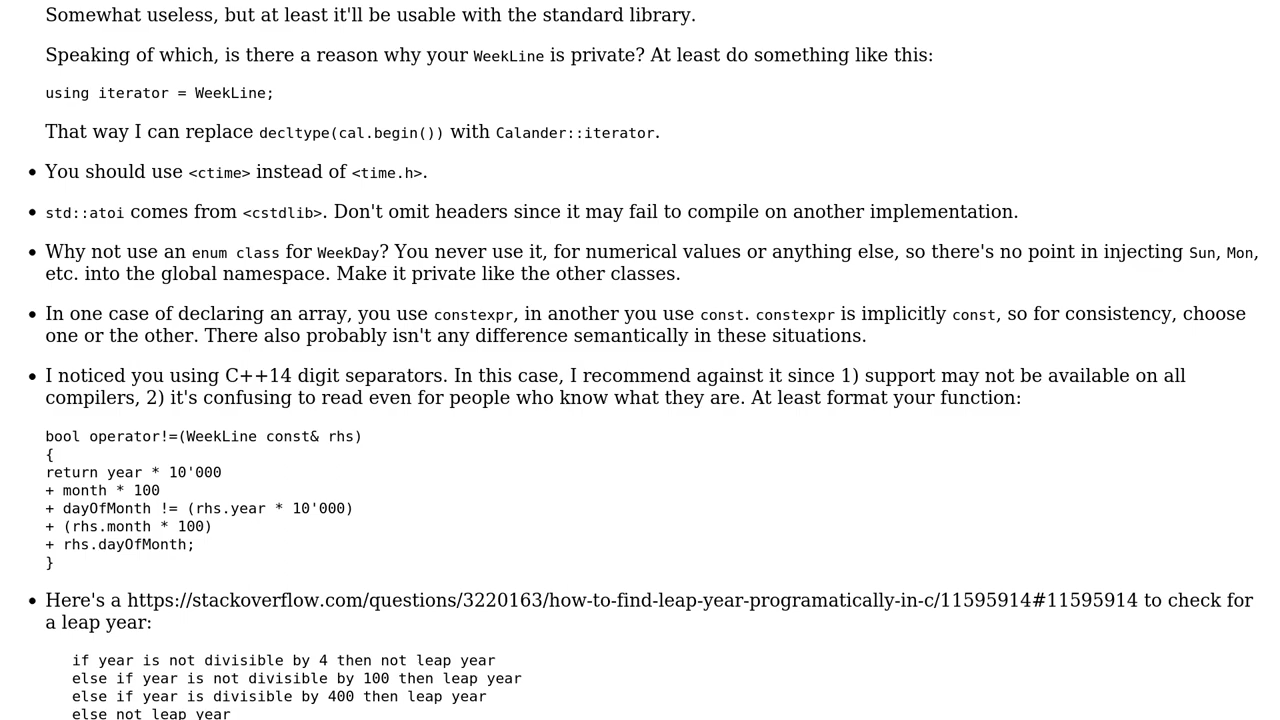 Somewhat useless, but at least it'll be usable with the standard library.
Speaking of which, is there a reason why your WeekLine is private? At least do something like this:
using iterator = WeekLine;
That way I can replace decltype(cal.begin()) with Calander::iterator.
• You should use <ctime> instead of <time.h>.
• std::atoi comes from <cstdlib>. Don't omit headers since it may fail to compile on another implementation.
• Why not use an enum class for WeekDay? You never use it, for numerical values or anything else, so there's no point in injecting Sun, Mon,
etc. into the global namespace. Make it private like the other classes.
• In one case of declaring an array, you use constexpr, in another you use const. constexpr is implicitly const, so for consistency, choose
one or the other. There also probably isn't any difference semantically in these situations.
• I noticed you using C++14 digit separators. In this case, I recommend against it since 1) support may not be available on all
compilers, 2) it's confusing to read even for people who know what they are. At least format your function:
bool operator!=(WeekLine const& rhs)
{
return year * 10'000
+ month * 100
+ dayOfMonth != (rhs.year * 10'000)
+ (rhs.month * 100)
+ rhs.dayOfMonth;
}
• Here's a https://stackoverflow.com/questions/3220163/how-to-find-leap-year-programatically-in-c/11595914#11595914 to check for
a leap year:
if year is not divisible by 4 then not leap year
else if year is not divisible by 100 then leap year
else if year is divisible by 400 then leap year
else not leap year